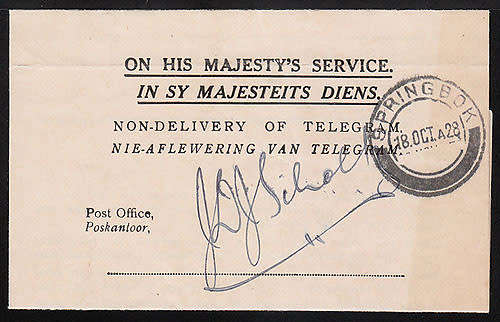 ON HIS MAJESTY'S SERVICE.
IN SY MAJESTEITS DIENS.
NON-DELIVERY OF TELEGRAM.
NIE-AFLEWERING VAN TELEGRAM.
SPRINGBOK
18.OCT.A28
Post Office,
Poskantoor,